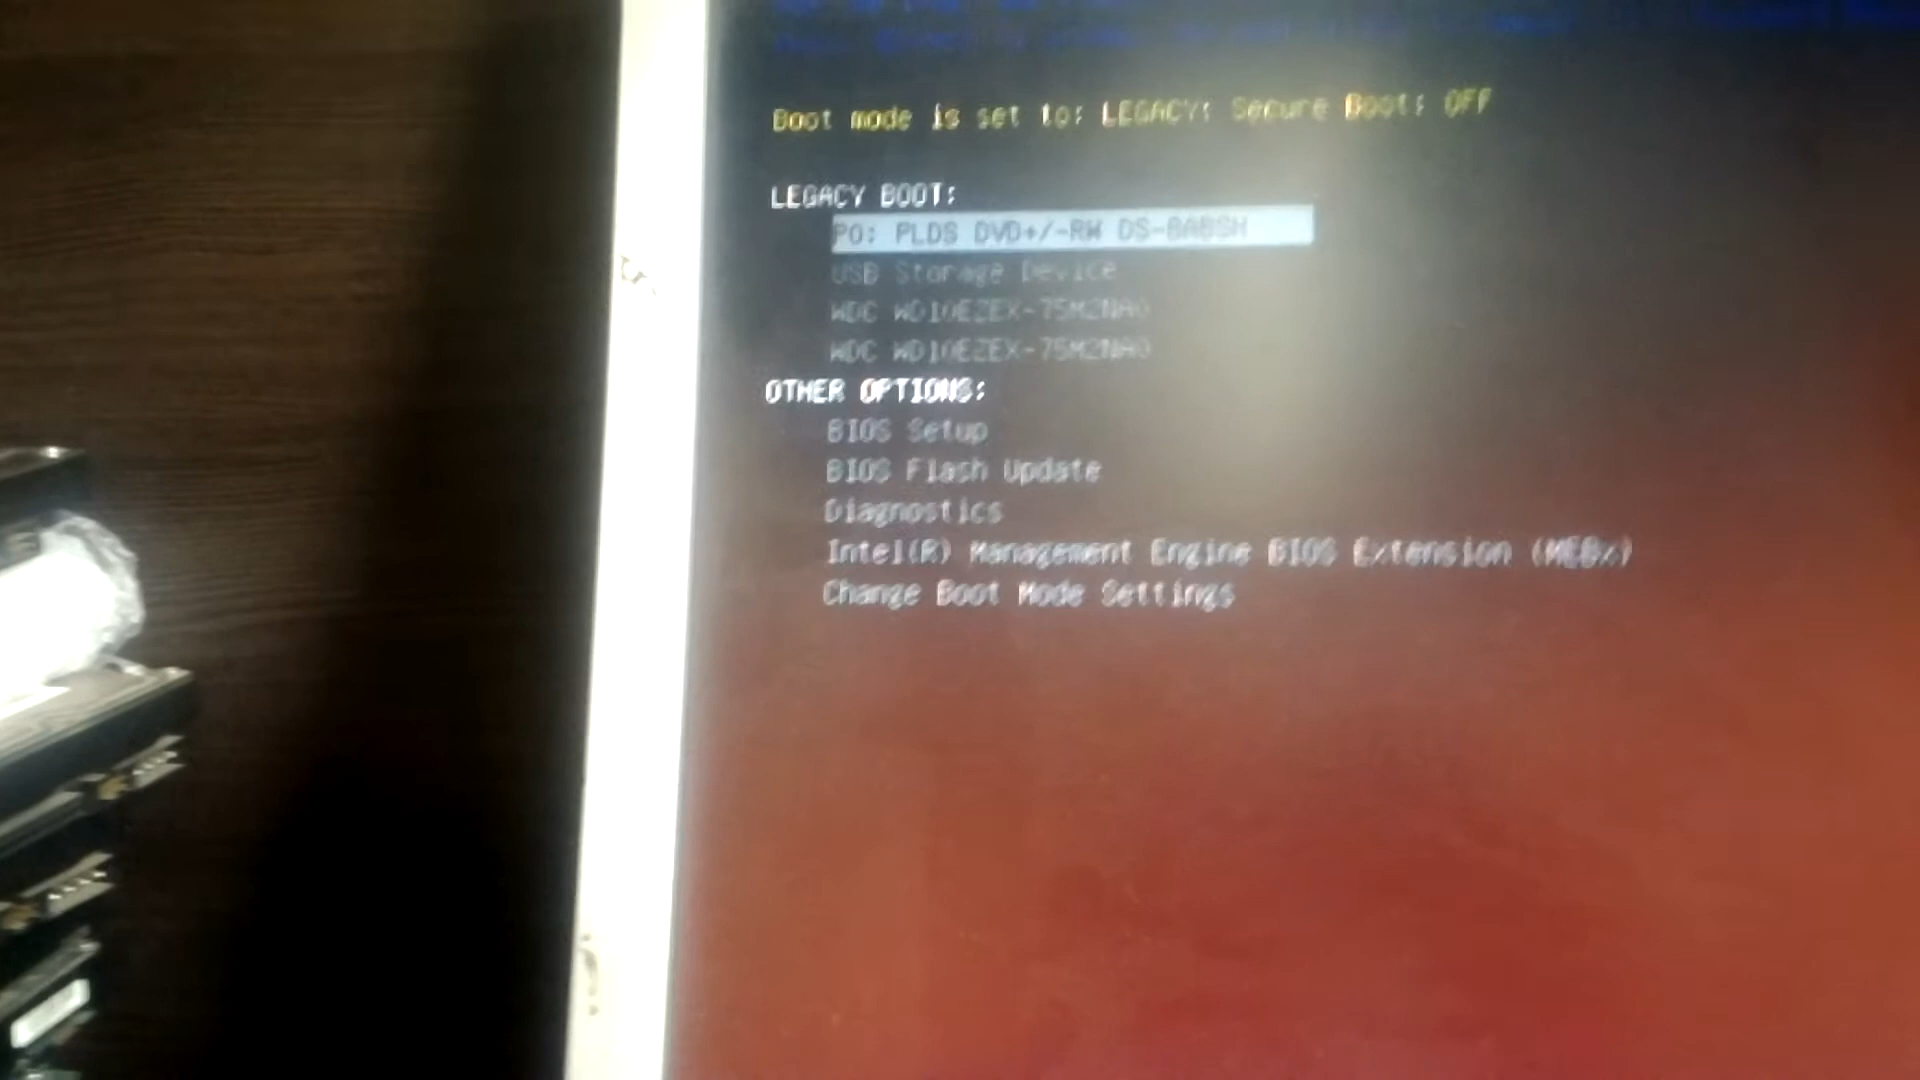 Boot mode is set to: LEGACY; Secure Boot: OFF
LEGACY BOOT:
P0: PLDS DVD+/-RW DS-8ABSH
USB Storage Device
WDC WD10EZEX-75M2NA0
WDC WD10EZEX-75M2NA0
OTHER OPTIONS:
BIOS Setup
BIOS Flash Update
Diagnostics
Intel(R) Management Engine BIOS Extension (MEBx)
Change Boot Mode Settings